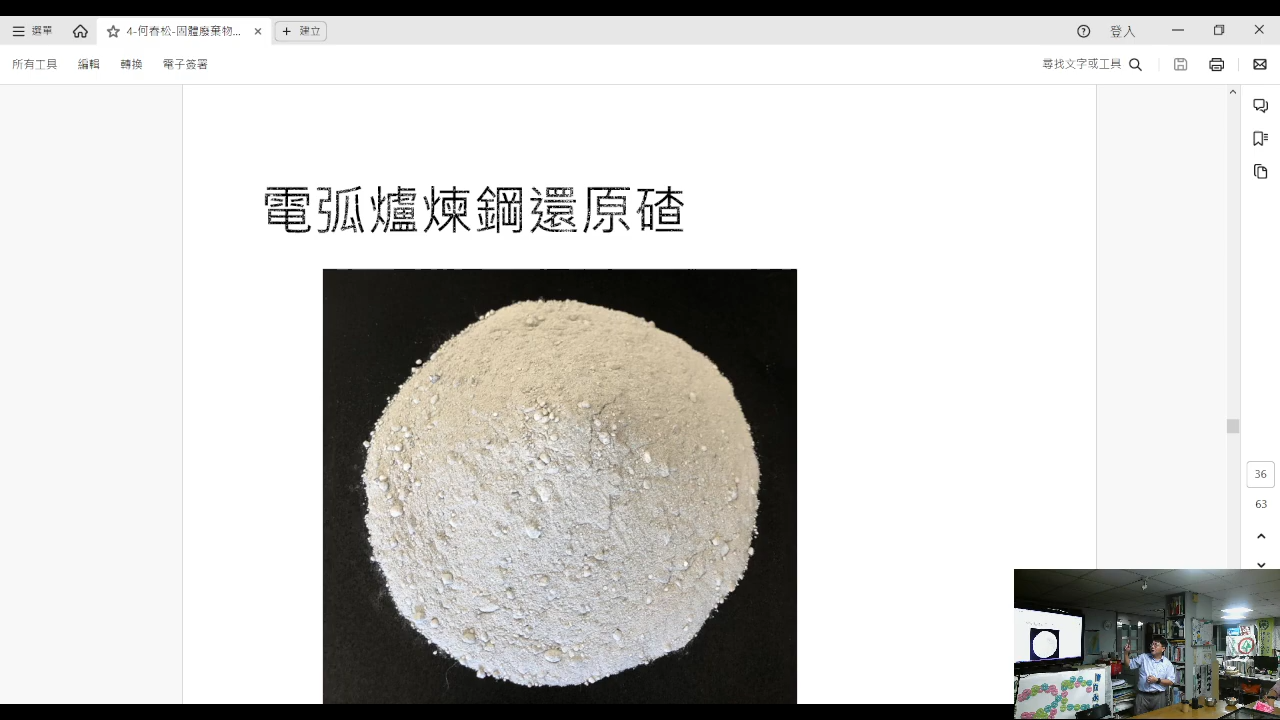 選單
4-何春松-固體廢棄物...
建立
登入
所有工具
編輯
轉換
電子簽署
尋找文字或工具
電弧爐煉鋼還原碴
36
63